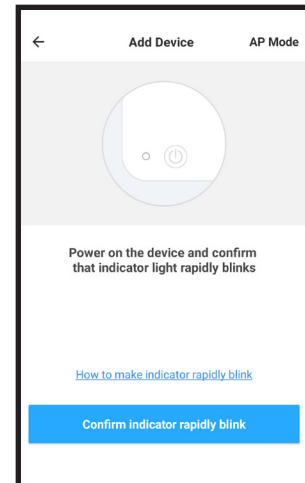 Add Device
AP Mode
Power on the device and confirm
that indicator light rapidly blinks
How to make indicator rapidly blink
Confirm indicator rapidly blink